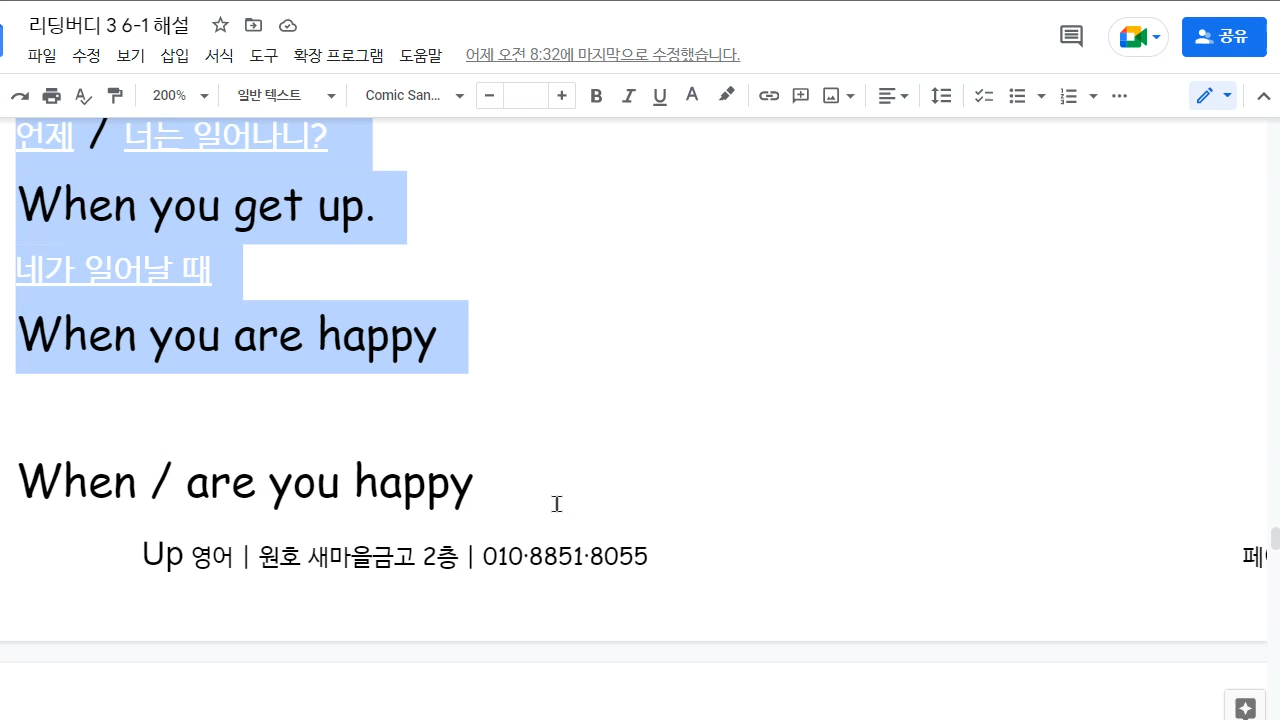 리딩버디 3 6-1 해설
파일 수정 보기 삽입 서식 도구 확장 프로그램 도움말 어제 오전 8:32에 마지막으로 수정했습니다.
공유
200% 일반 텍스트 Comic San...
언제 / 너는 일어나니?
When you get up.
네가 일어날 때
When you are happy
When / are you happy
Up 영어 | 원호 새마을금고 2층 | 010·8851·8055